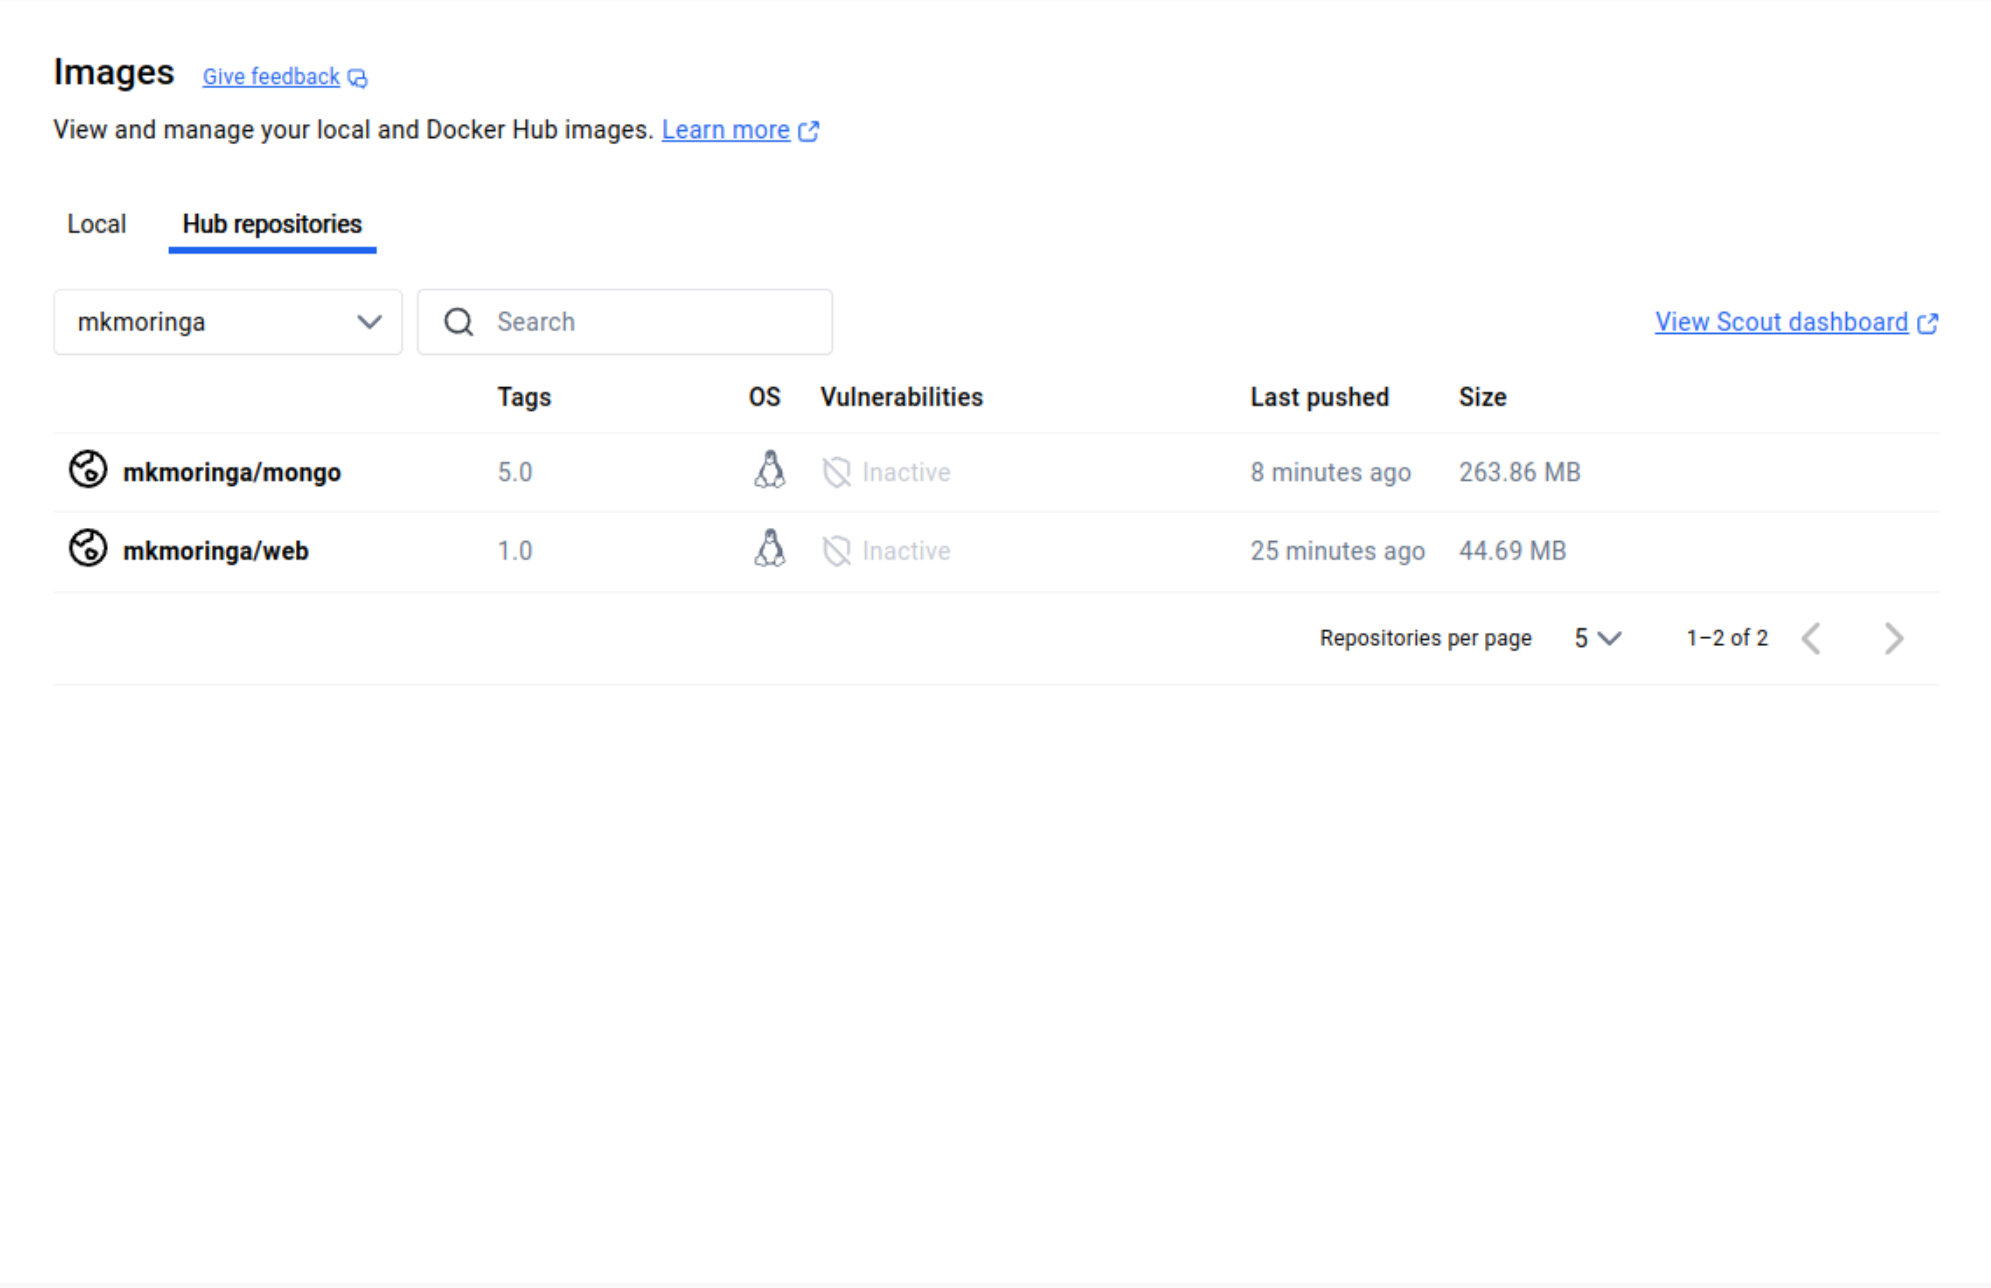 Images Give feedback
View and manage your local and Docker Hub images. Learn more
Local Hub repositories
mkmoringa Search View Scout dashboard
Tags OS Vulnerabilities Last pushed Size
mkmoringa/mongo 5.0 Inactive 8 minutes ago 263.86 MB
mkmoringa/web 1.0 Inactive 25 minutes ago 44.69 MB
Repositories per page 5 1–2 of 2